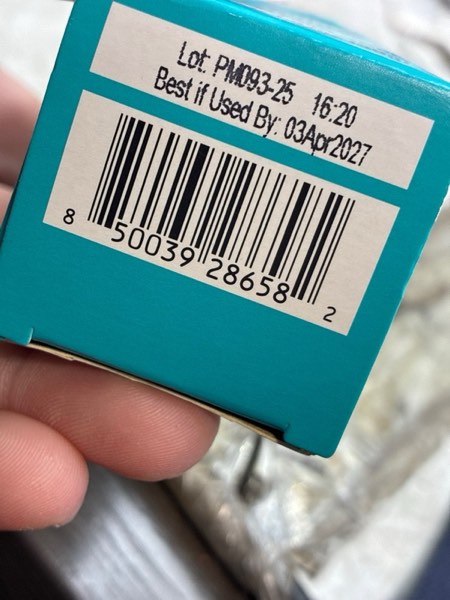 Lot: PM093-25 16:20
Best if Used By: 03Apr2027
8 50039 28658 2